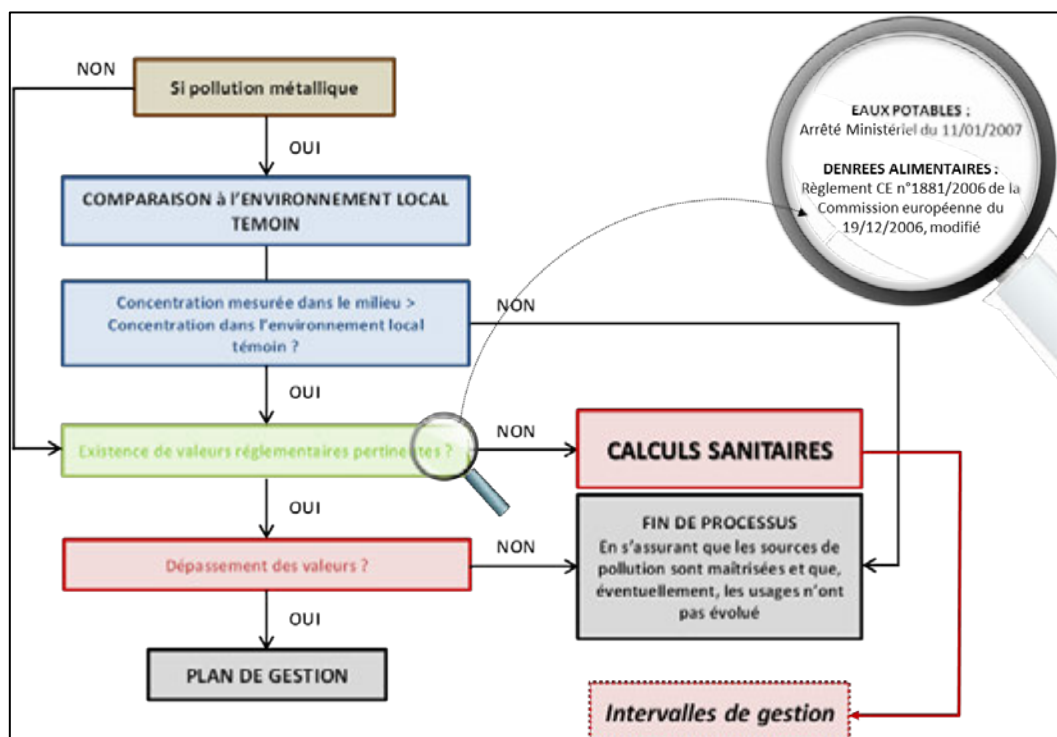 NON
Si pollution métallique
OUI
COMPARAISON à l'ENVIRONNEMENT LOCAL
TEMOIN
Concentration mesurée dans le milieu >
Concentration dans l'environnement local
témoin ?
NON
OUI
Existence de valeurs réglementaires pertinentes ?
NON
CALCULS SANITAIRES
OUI
Dépassement des valeurs ?
NON
FIN DE PROCESSUS
En s'assurant que les sources de
pollution sont maîtrisées et que,
éventuellement, les usages n'ont
pas évolué
OUI
PLAN DE GESTION
Intervalles de gestion
EAUX POTABLES :
Arrêté Ministériel du 11/01/2007
DENREES ALIMENTAIRES :
Règlement CE n°1881/2006 de la
Commission européenne du
19/12/2006, modifié